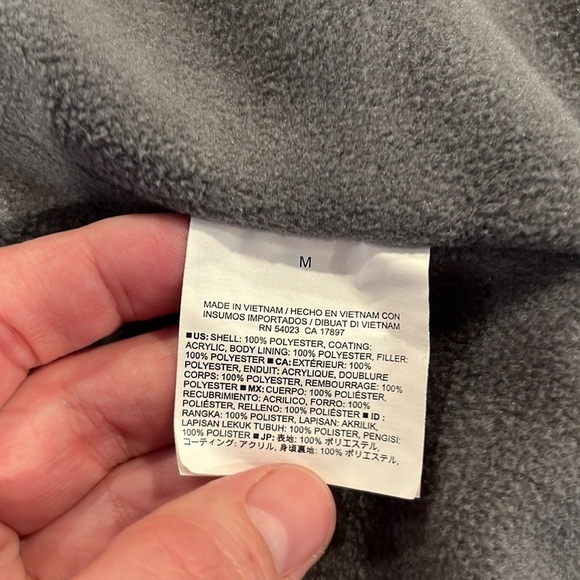 M
MADE IN VIETNAM / HECHO EN VIETNAM CON
INSUMOS IMPORTADOS / DIBUAT DI VIETNAM
RN 54023 CA 17897
■ US: SHELL: 100% POLYESTER, COATING:
ACRYLIC, BODY LINING: 100% POLYESTER, FILLER:
100% POLYESTER ■ CA: EXTÉRIEUR: 100%
POLYESTER, ENDUIT: ACRYLIQUE, DOUBLURE
CORPS: 100% POLYESTER, REMBOURRAGE: 100%
POLYESTER ■ MX: CUERPO: 100% POLIÉSTER,
RECUBRIMIENTO: ACRILICO, FORRO: 100%
POLIÉSTER, RELLENO: 100% POLIÉSTER ■ ID :
RANGKA: 100% POLISTER, LAPISAN: AKRILIK,
LAPISAN LEKUK TUBUH: 100% POLISTER, PENGISI:
100% POLISTER ■ JP: 表地: 100% ポリエステル,
コーティング: アクリル, 身頃裏地: 100% ポリエステル,